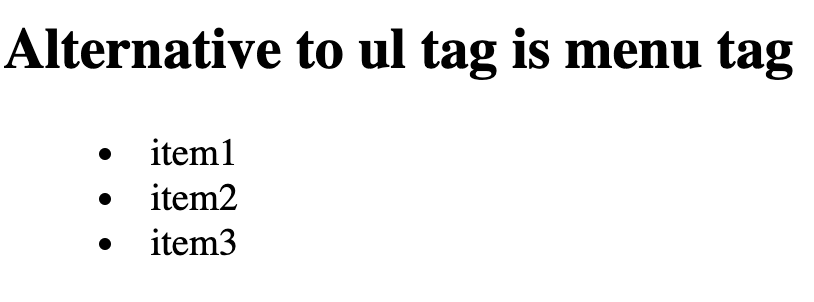 Alternative to ul tag is menu tag
• item1
• item2
• item3